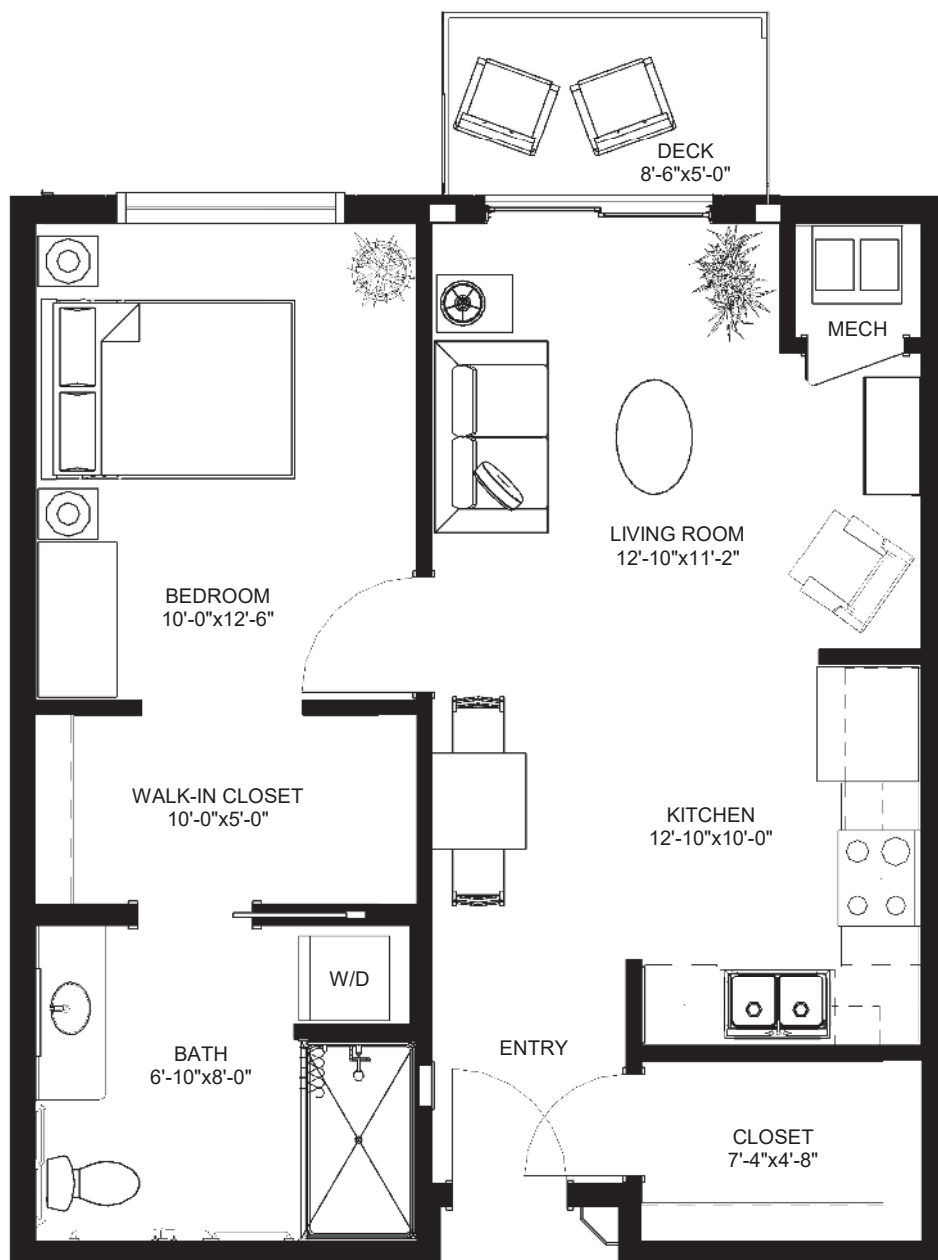 DECK
8'-6"x5'-0"
MECH
LIVING ROOM
12'-10"x11'-2"
BEDROOM
10'-0"x12'-6"
WALK-IN CLOSET
10'-0"x5'-0"
KITCHEN
12'-10"x10'-0"
W/D
ENTRY
BATH
6'-10"x8'-0"
CLOSET
7'-4"x4'-8"